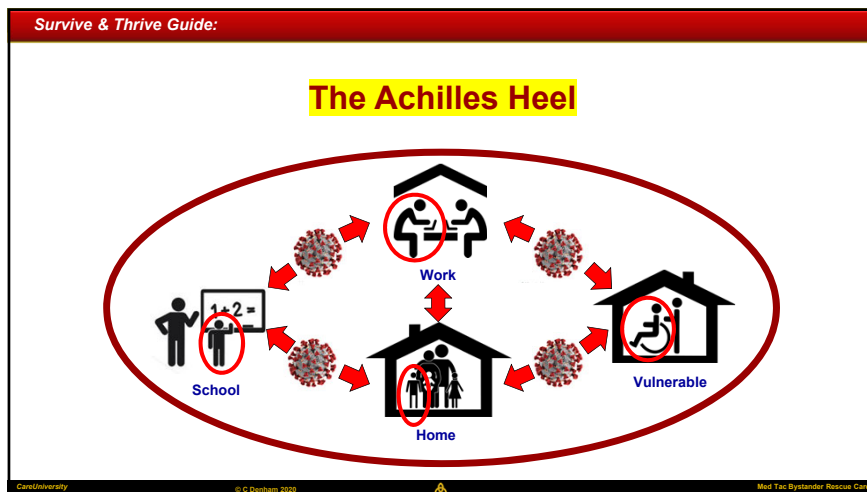 Survive & Thrive Guide:
The Achilles Heel
Work
1+2=
School
Vulnerable
Home
CareUniversity
© C Denham 2020
Med Tac Bystander Rescue Care